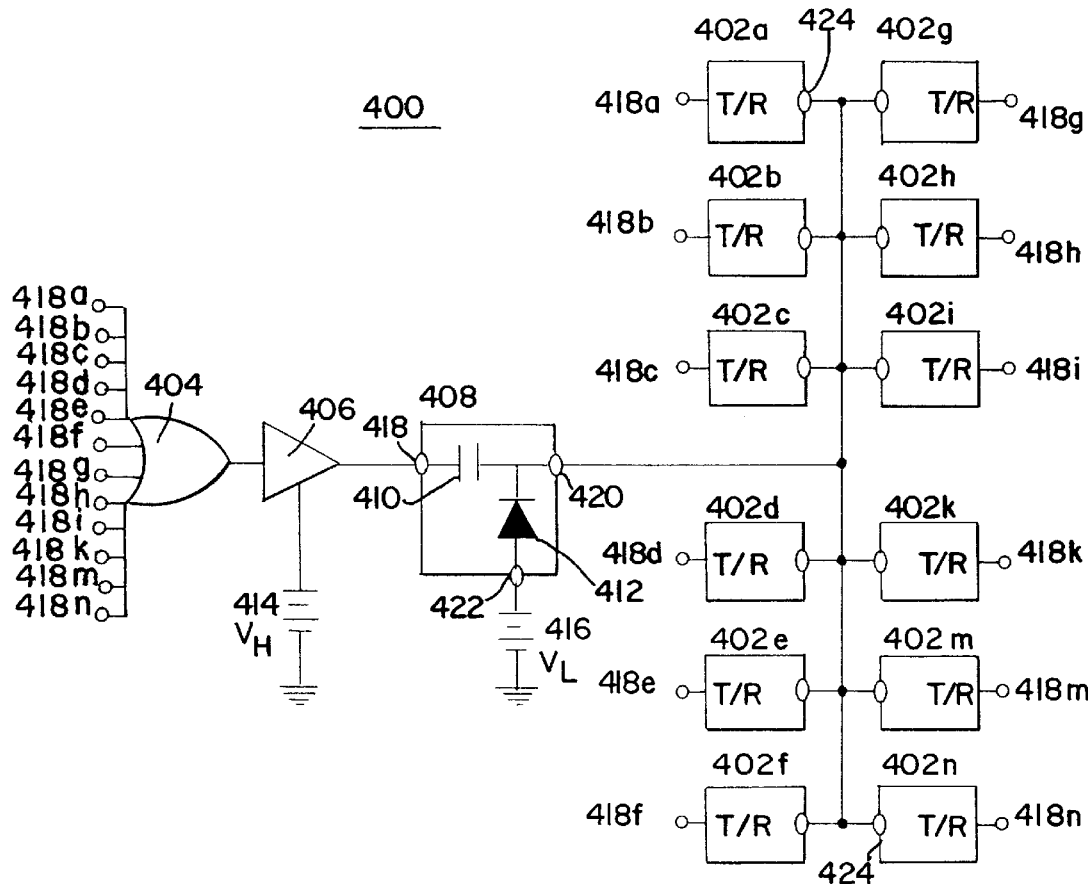 400
402a
424
402g
418a
T/R
T/R
418g
402b
402h
418b
T/R
T/R
418h
402c
402i
418c
T/R
T/R
418i
418a
418b
418c
418d
418e
418f
418g
418h
418i
418k
418m
418n
404
406
418
408
410
420
422
412
414
VH
416
VL
402d
402k
418d
T/R
T/R
418k
402e
402m
418e
T/R
T/R
418m
402f
402n
418f
T/R
T/R
418n
424